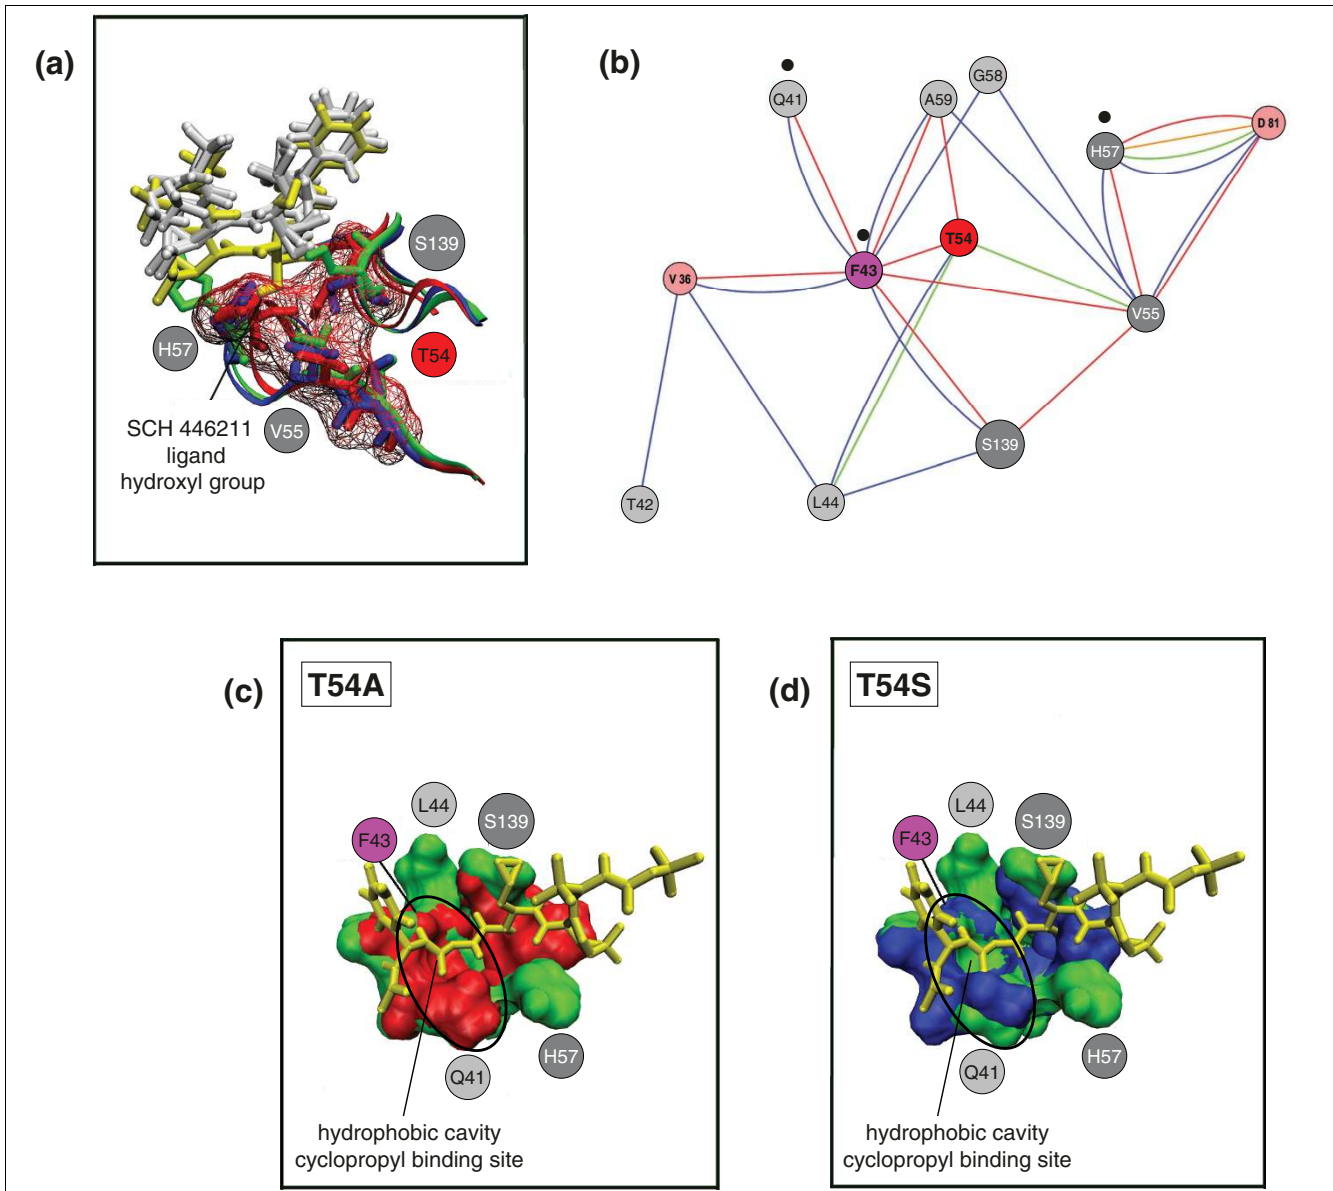 (a)
S139
H57
T54
SCH 446211
V55
ligand
hydroxyl group
(b)
Q41
A59
G58
H57
D 81
T54
F43
V 36
V55
S139
T42
L44
(c)
T54A
L44
S139
F43
H57
Q41
hydrophobic cavity
cyclopropyl binding site
(d)
T54S
L44
S139
F43
H57
Q41
hydrophobic cavity
cyclopropyl binding site